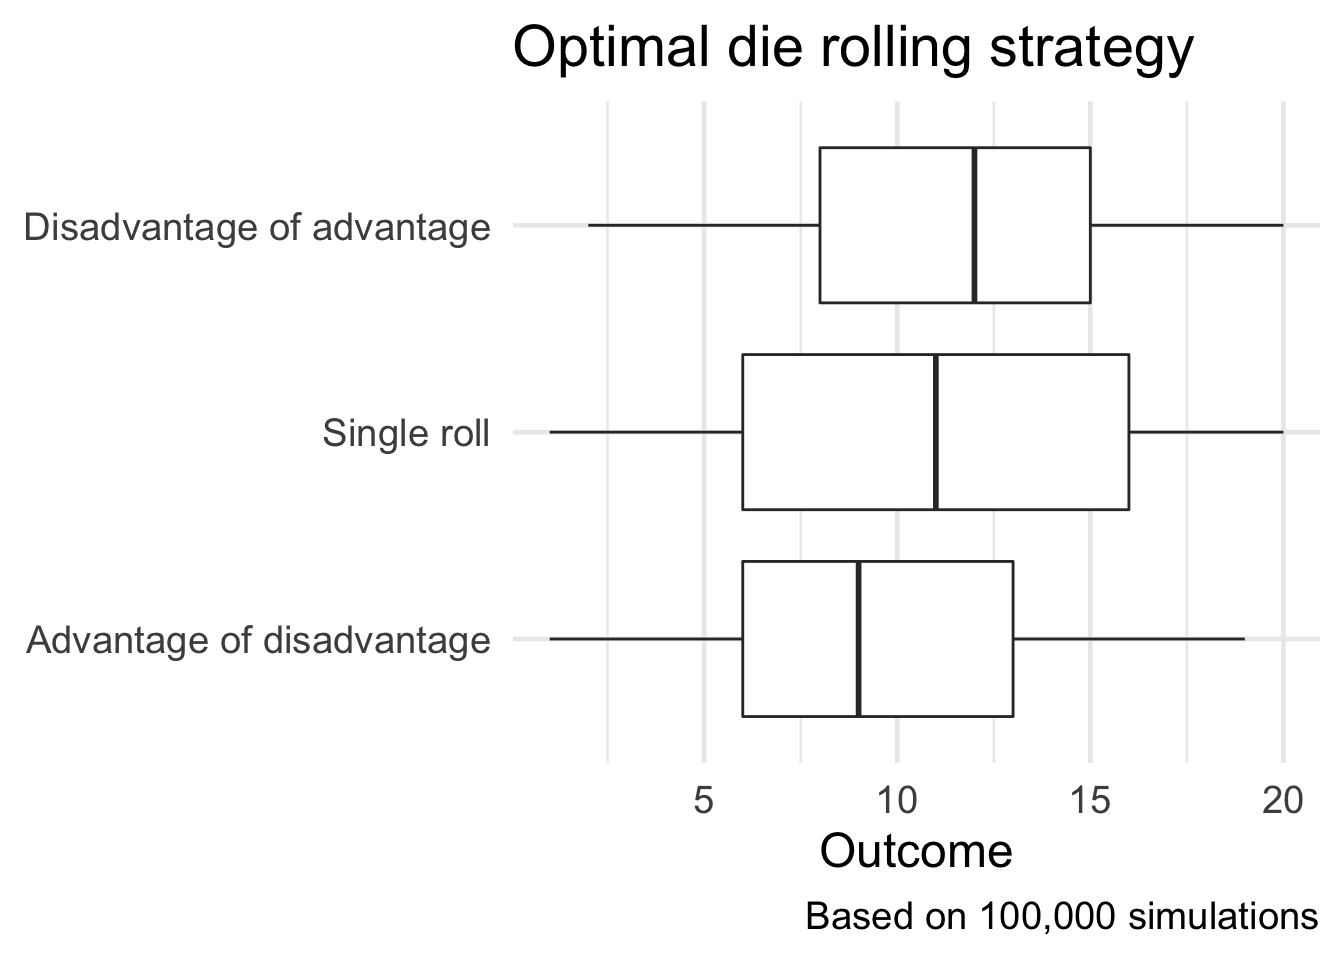 Optimal die rolling strategy
Disadvantage of advantage
Single roll
Advantage of disadvantage
5 10 15 20
Outcome
Based on 100,000 simulations